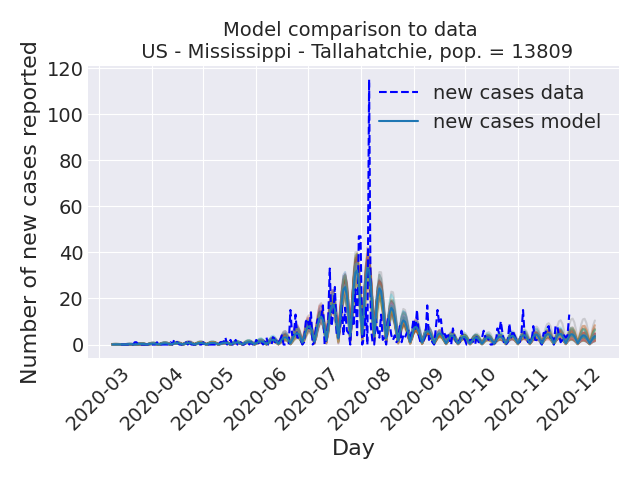 Model comparison to data
US - Mississippi - Tallahatchie, pop. = 13809
Number of new cases reported
120
100
80
60
40
20
0
new cases data
new cases model
2020-03
2020-04
2020-05
2020-06
2020-07
2020-08
2020-09
2020-10
2020-11
2020-12
Day